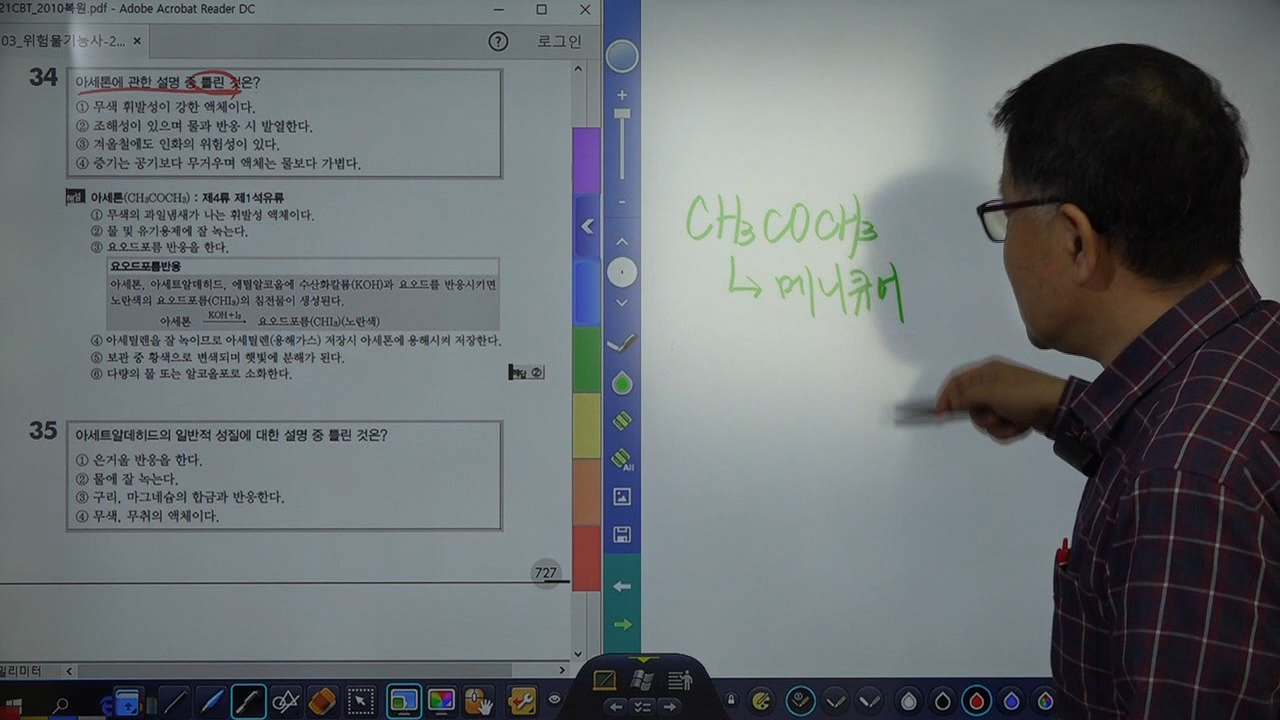 21CBT_2010복원.pdf - Adobe Acrobat Reader DC
03_위험물기능사-2... ×
? 로그인
34 아세톤에 관한 설명 중 틀린 것은?
① 무색 휘발성이 강한 액체이다.
② 조해성이 있으며 물과 반응 시 발열한다.
③ 겨울철에도 인화의 위험성이 있다.
④ 증기는 공기보다 무거우며 액체는 물보다 가볍다.
해설 아세톤(CH₃COCH₃) : 제4류 제1석유류
① 무색의 과일냄새가 나는 휘발성 액체이다.
② 물 및 유기용제에 잘 녹는다.
③ 요오드포름 반응을 한다.
요오드포름반응
아세톤, 아세트알데히드, 에틸알코올에 수산화칼륨(KOH)과 요오드를 반응시키면
노란색의 요오드포름(CHI₃)의 침전물이 생성된다.
아세톤 KOH+I₂ 요오드포름(CHI₃)(노란색)
④ 아세틸렌을 잘 녹이므로 아세틸렌(용해가스) 저장시 아세톤에 용해시켜 저장한다.
⑤ 보관 중 황색으로 변색되며 햇빛에 분해가 된다.
⑥ 다량의 물 또는 알코올포로 소화한다.
②
35 아세트알데히드의 일반적 성질에 대한 설명 중 틀린 것은?
① 은거울 반응을 한다.
② 물에 잘 녹는다.
③ 구리, 마그네슘의 합금과 반응한다.
④ 무색, 무취의 액체이다.
727
밀리미터
All
CH₃COCH₃
↳ 메니큐어